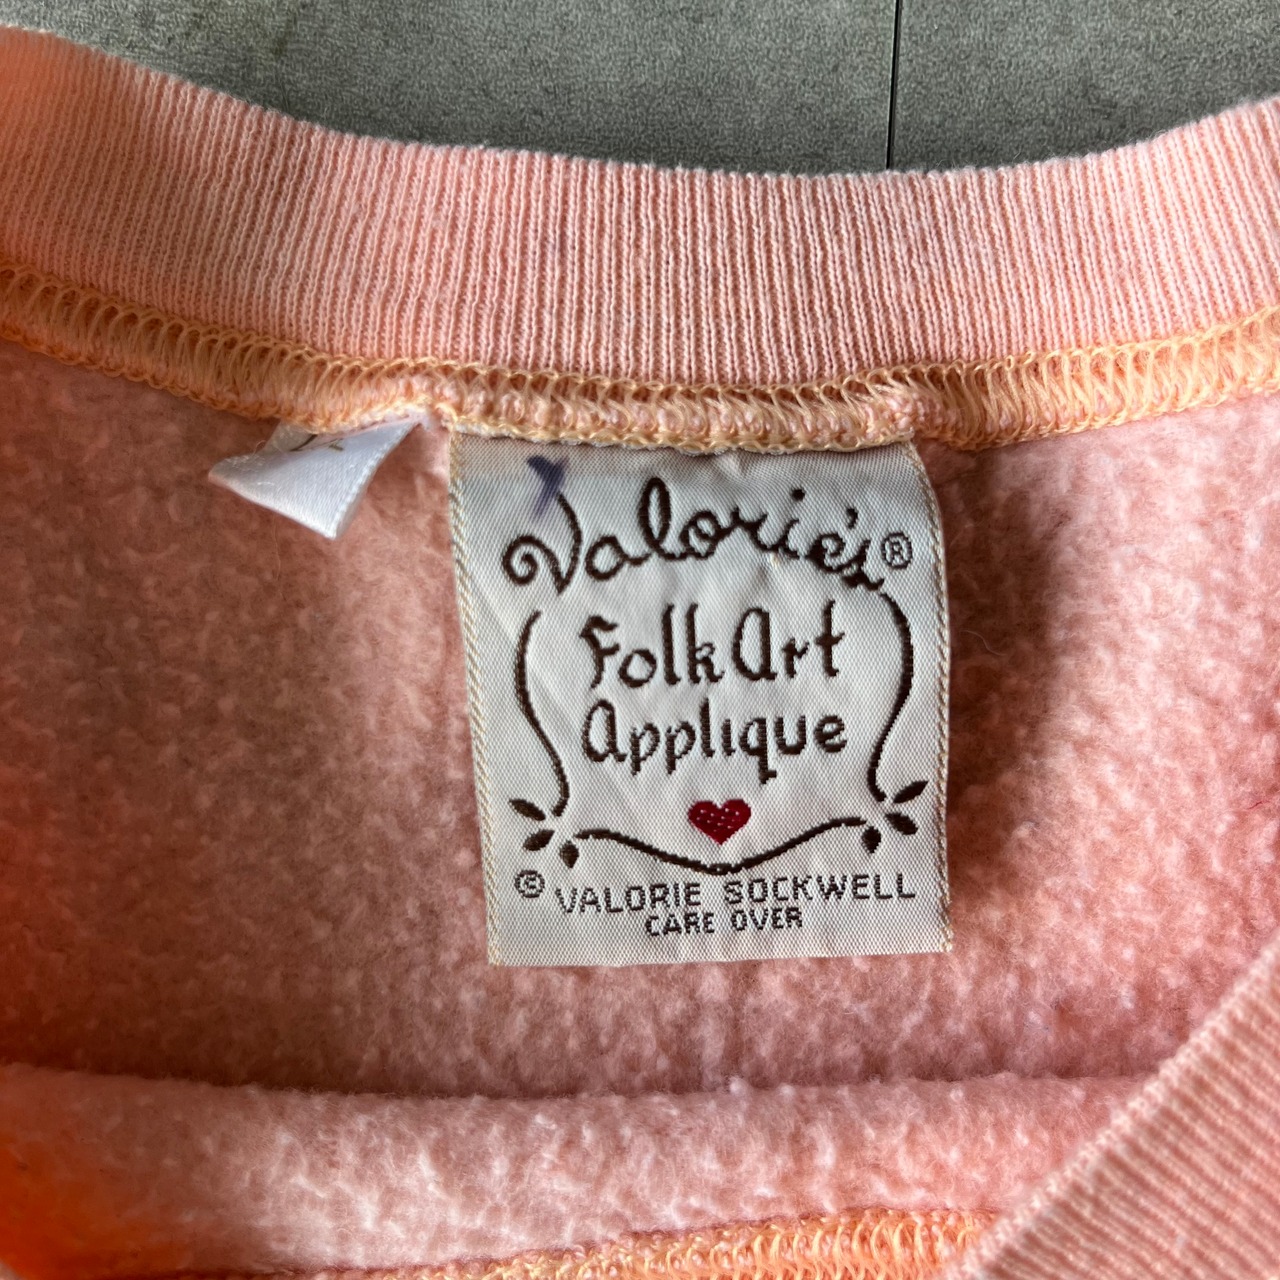 Valorie's®
Folk Art
Applique
© VALORIE SOCKWELL
CARE OVER